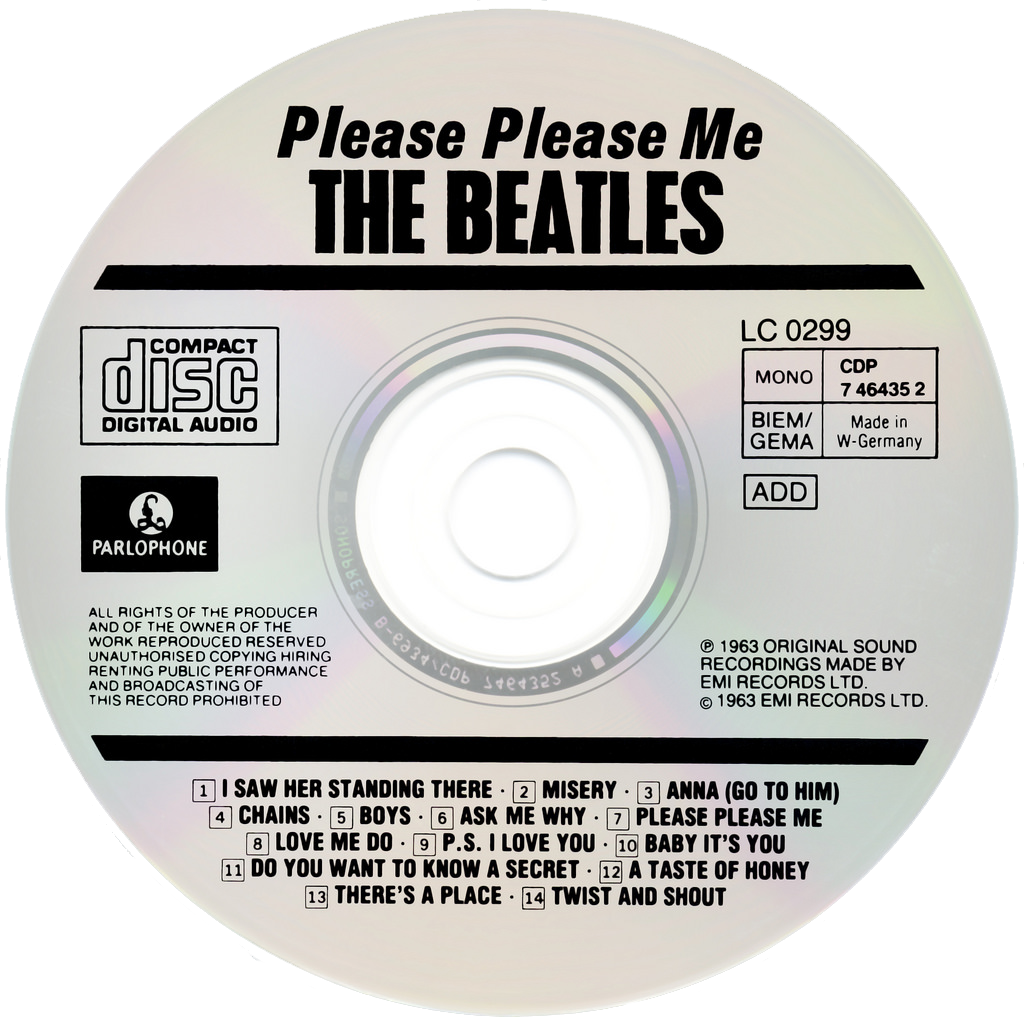 Please Please Me
THE BEATLES
COMPACT
disc
DIGITAL AUDIO
LC 0299
MONO
CDP
7 46435 2
BIEM/
GEMA
Made in
W-Germany
ADD
PARLOPHONE
ALL RIGHTS OF THE PRODUCER
AND OF THE OWNER OF THE
WORK REPRODUCED RESERVED
UNAUTHORISED COPYING HIRING
RENTING PUBLIC PERFORMANCE
AND BROADCASTING OF
THIS RECORD PROHIBITED
℗ 1963 ORIGINAL SOUND
RECORDINGS MADE BY
EMI RECORDS LTD.
© 1963 EMI RECORDS LTD.
B-6934/CDP 7464352 A
1 I SAW HER STANDING THERE · 2 MISERY · 3 ANNA (GO TO HIM)
4 CHAINS · 5 BOYS · 6 ASK ME WHY · 7 PLEASE PLEASE ME
8 LOVE ME DO · 9 P.S. I LOVE YOU · 10 BABY IT'S YOU
11 DO YOU WANT TO KNOW A SECRET · 12 A TASTE OF HONEY
13 THERE'S A PLACE · 14 TWIST AND SHOUT